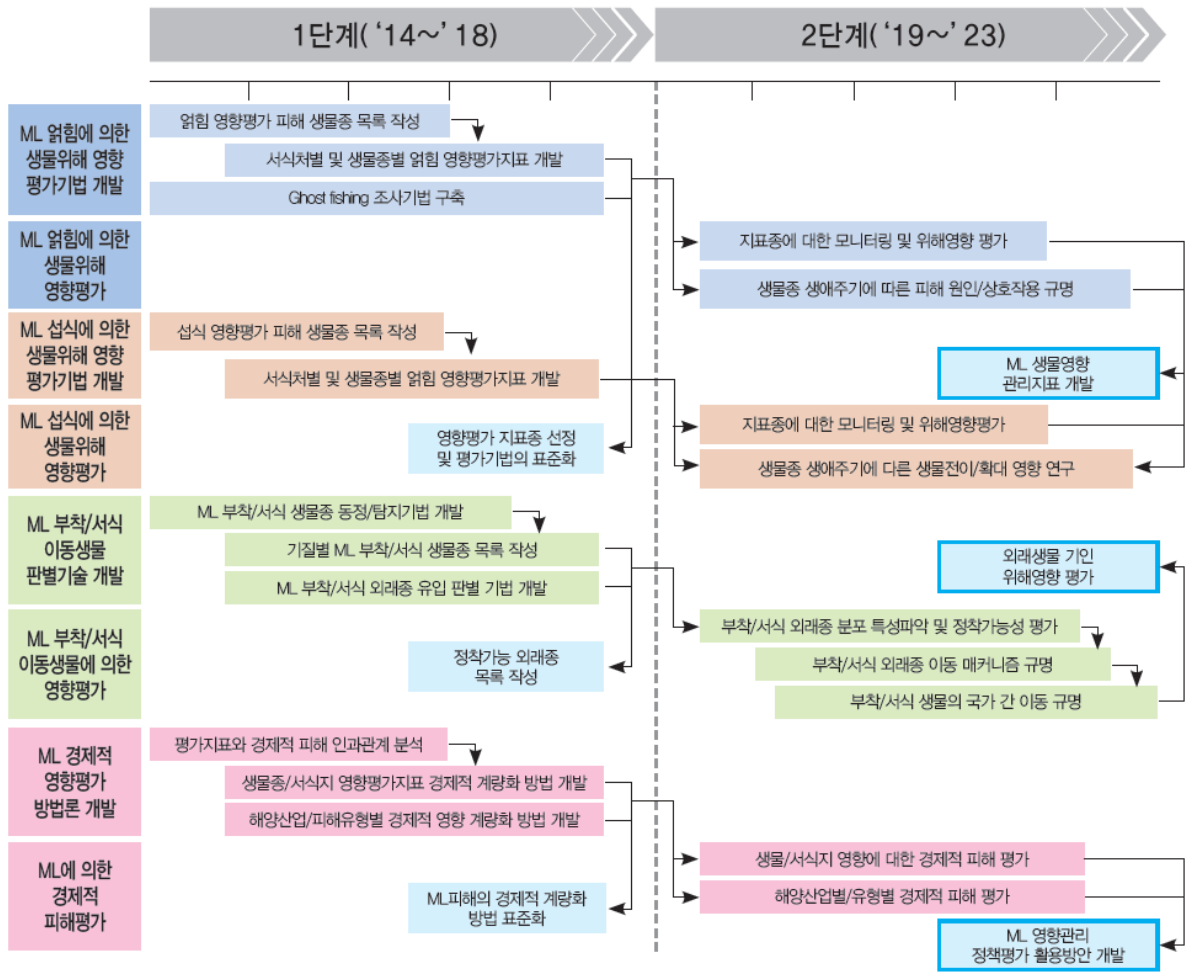 1단계( ‘14～’ 18)
2단계( ‘19～’ 23)
ML 얽힘에 의한
생물위해 영향
평가기법 개발
얽힘 영향평가 피해 생물종 목록 작성
서식처별 및 생물종별 얽힘 영향평가지표 개발
Ghost fishing 조사기법 구축
ML 얽힘에 의한
생물위해
영향평가
지표종에 대한 모니터링 및 위해영향 평가
생물종 생애주기에 따른 피해 원인/상호작용 규명
ML 섭식에 의한
생물위해 영향
평가기법 개발
섭식 영향평가 피해 생물종 목록 작성
서식처별 및 생물종별 얽힘 영향평가지표 개발
ML 생물영향
관리지표 개발
ML 섭식에 의한
생물위해
영향평가
영향평가 지표종 선정
및 평가기법의 표준화
지표종에 대한 모니터링 및 위해영향평가
생물종 생애주기에 다른 생물전이/확대 영향 연구
ML 부착/서식
이동생물
판별기술 개발
ML 부착/서식 생물종 동정/탐지기법 개발
기질별 ML 부착/서식 생물종 목록 작성
ML 부착/서식 외래종 유입 판별 기법 개발
외래생물 기인
위해영향 평가
ML 부착/서식
이동생물에 의한
영향평가
정착가능 외래종
목록 작성
부착/서식 외래종 분포 특성파악 및 정착가능성 평가
부착/서식 외래종 이동 매커니즘 규명
부착/서식 생물의 국가 간 이동 규명
ML 경제적
영향평가
방법론 개발
평가지표와 경제적 피해 인과관계 분석
생물종/서식지 영향평가지표 경제적 계량화 방법 개발
해양산업/피해유형별 경제적 영향 계량화 방법 개발
ML에 의한
경제적
피해평가
ML피해의 경제적 계량화
방법 표준화
생물/서식지 영향에 대한 경제적 피해 평가
해양산업별/유형별 경제적 피해 평가
ML 영향관리
정책평가 활용방안 개발